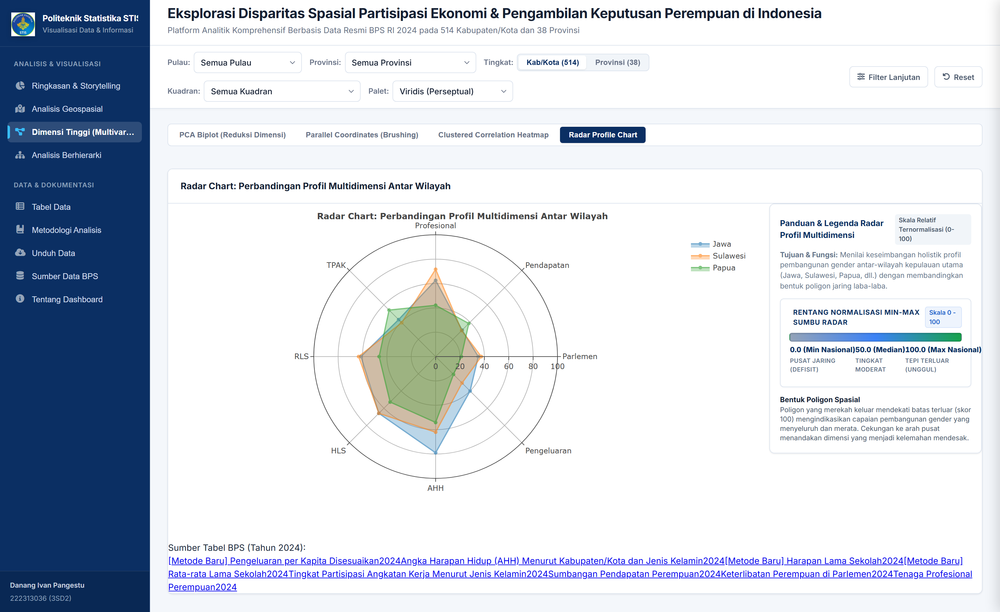 Politeknik Statistika STIS
Visualisasi Data & Informasi
ANALISIS & VISUALISASI
Ringkasan & Storytelling
Analisis Geospasial
Dimensi Tinggi (Multivar...
Analisis Berhierarki
DATA & DOKUMENTASI
Tabel Data
Metodologi Analisis
Unduh Data
Sumber Data BPS
Tentang Dashboard
Danang Ivan Pangestu
222313036 (3SD2)
Eksplorasi Disparitas Spasial Partisipasi Ekonomi & Pengambilan Keputusan Perempuan di Indonesia
Platform Analitik Komprehensif Berbasis Data Resmi BPS RI 2024 pada 514 Kabupaten/Kota dan 38 Provinsi
Pulau: Semua Pulau Provinsi: Semua Provinsi Tingkat: Kab/Kota (514) Provinsi (38)
Kuadran: Semua Kuadran Palet: Viridis (Perseptual)
Filter Lanjutan Reset
PCA Biplot (Reduksi Dimensi) Parallel Coordinates (Brushing) Clustered Correlation Heatmap Radar Profile Chart
Radar Chart: Perbandingan Profil Multidimensi Antar Wilayah
Radar Chart: Perbandingan Profil Multidimensi Antar Wilayah
Profesional
TPAK
Pendapatan
RLS
Parlemen
0 20 40 60 80 100
HLS
Pengeluaran
AHH
Jawa
Sulawesi
Papua
Panduan & Legenda Radar
Profil Multidimensi
Skala Relatif
Ternormalisasi (0-
100)
Tujuan & Fungsi: Menilai keseimbangan holistik profil
pembangunan gender antar-wilayah kepulauan utama
(Jawa, Sulawesi, Papua, dll.) dengan membandingkan
bentuk poligon jaring laba-laba.
RENTANG NORMALISASI MIN-MAX
SUMBU RADAR
Skala 0 -
100
0.0 (Min Nasional)50.0 (Median)100.0 (Max Nasional)
PUSAT JARING
(DEFISIT)
TINGKAT
MODERAT
TEPI TERLUAR
(UNGGUL)
Bentuk Poligon Spasial
Poligon yang merekah keluar mendekati batas terluar (skor
100) mengindikasikan capaian pembangunan gender yang
menyeluruh dan merata. Cekungan ke arah pusat
menandakan dimensi yang menjadi kelemahan mendesak.
Sumber Tabel BPS (Tahun 2024):
[Metode Baru] Pengeluaran per Kapita Disesuaikan2024Angka Harapan Hidup (AHH) Menurut Kabupaten/Kota dan Jenis Kelamin2024[Metode Baru] Harapan Lama Sekolah2024[Metode Baru]
Rata-rata Lama Sekolah2024Tingkat Partisipasi Angkatan Kerja Menurut Jenis Kelamin2024Sumbangan Pendapatan Perempuan2024Keterlibatan Perempuan di Parlemen2024Tenaga Profesional
Perempuan2024